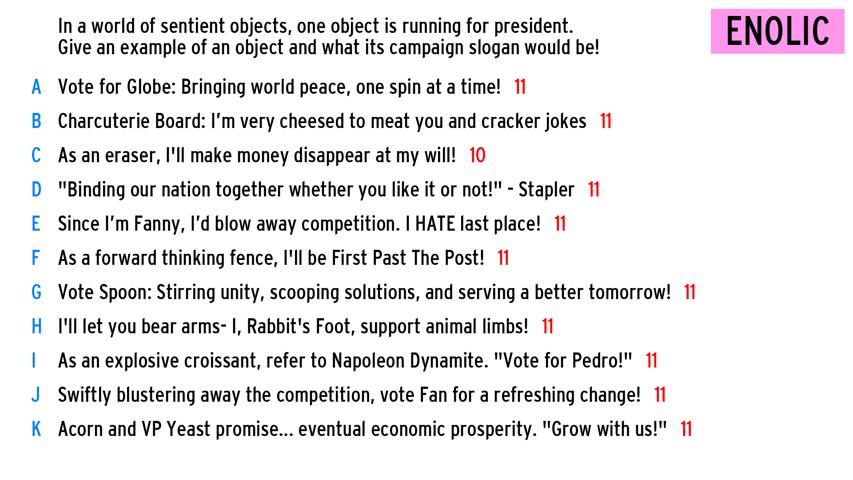 In a world of sentient objects, one object is running for president.
Give an example of an object and what its campaign slogan would be!
ENOLIC
A Vote for Globe: Bringing world peace, one spin at a time! 11
B Charcuterie Board: I'm very cheesed to meat you and cracker jokes 11
C As an eraser, I'll make money disappear at my will! 10
D "Binding our nation together whether you like it or not!" - Stapler 11
E Since I'm Fanny, I'd blow away competition. I HATE last place! 11
F As a forward thinking fence, I'll be First Past The Post! 11
G Vote Spoon: Stirring unity, scooping solutions, and serving a better tomorrow! 11
H I'll let you bear arms- I, Rabbit's Foot, support animal limbs! 11
I As an explosive croissant, refer to Napoleon Dynamite. "Vote for Pedro!" 11
J Swiftly blustering away the competition, vote Fan for a refreshing change! 11
K Acorn and VP Yeast promise... eventual economic prosperity. "Grow with us!" 11